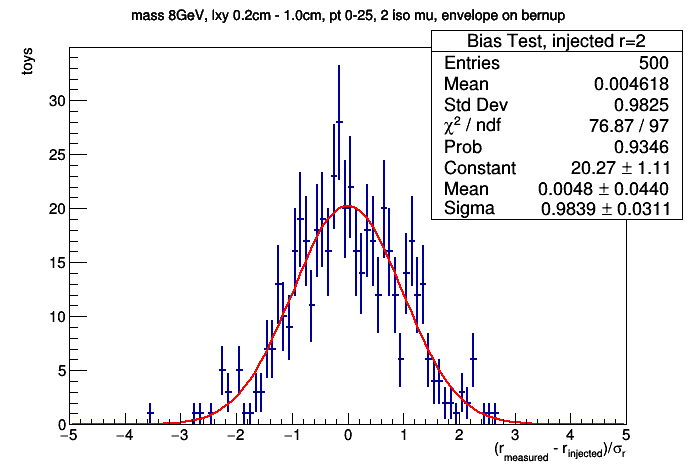 mass 8GeV, lxy 0.2cm - 1.0cm, pt 0-25, 2 iso mu, envelope on bernup
toys
Bias Test, injected r=2
Entries 500
Mean 0.004618
Std Dev 0.9825
χ² / ndf 76.87 / 97
Prob 0.9346
Constant 20.27 ± 1.11
Mean 0.0048 ± 0.0440
Sigma 0.9839 ± 0.0311
30
25
20
15
10
5
0
−5 −4 −3 −2 −1 0 1 2 3 4 5
(r_measured - r_injected)/σ_r